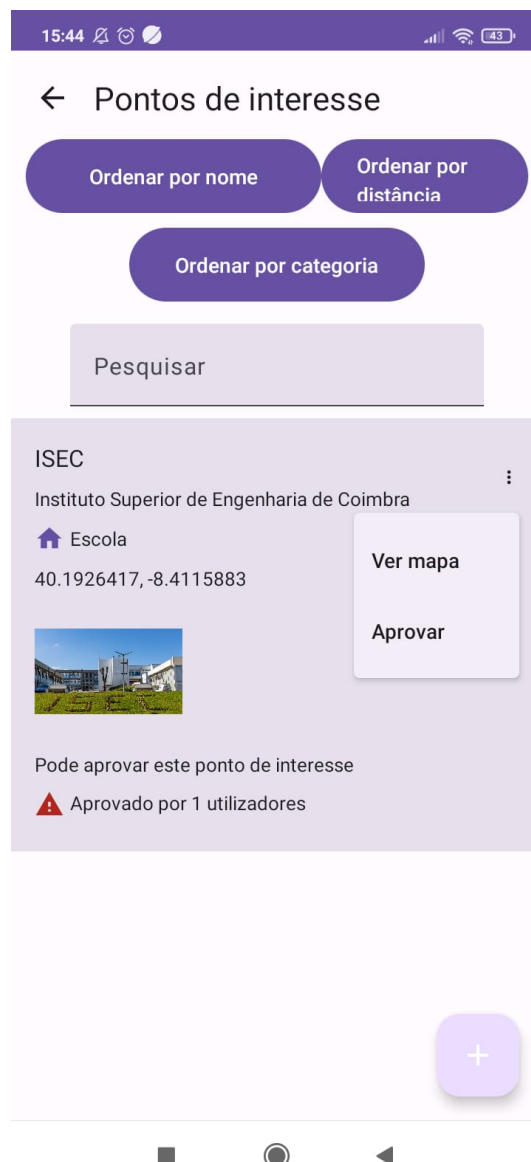 15:44
43
Pontos de interesse
Ordenar por nome
Ordenar por
distância
Ordenar por categoria
Pesquisar
ISEC
Instituto Superior de Engenharia de Coimbra
Escola
40.1926417, -8.4115883
Ver mapa
Aprovar
ISEC
Pode aprovar este ponto de interesse
Aprovado por 1 utilizadores